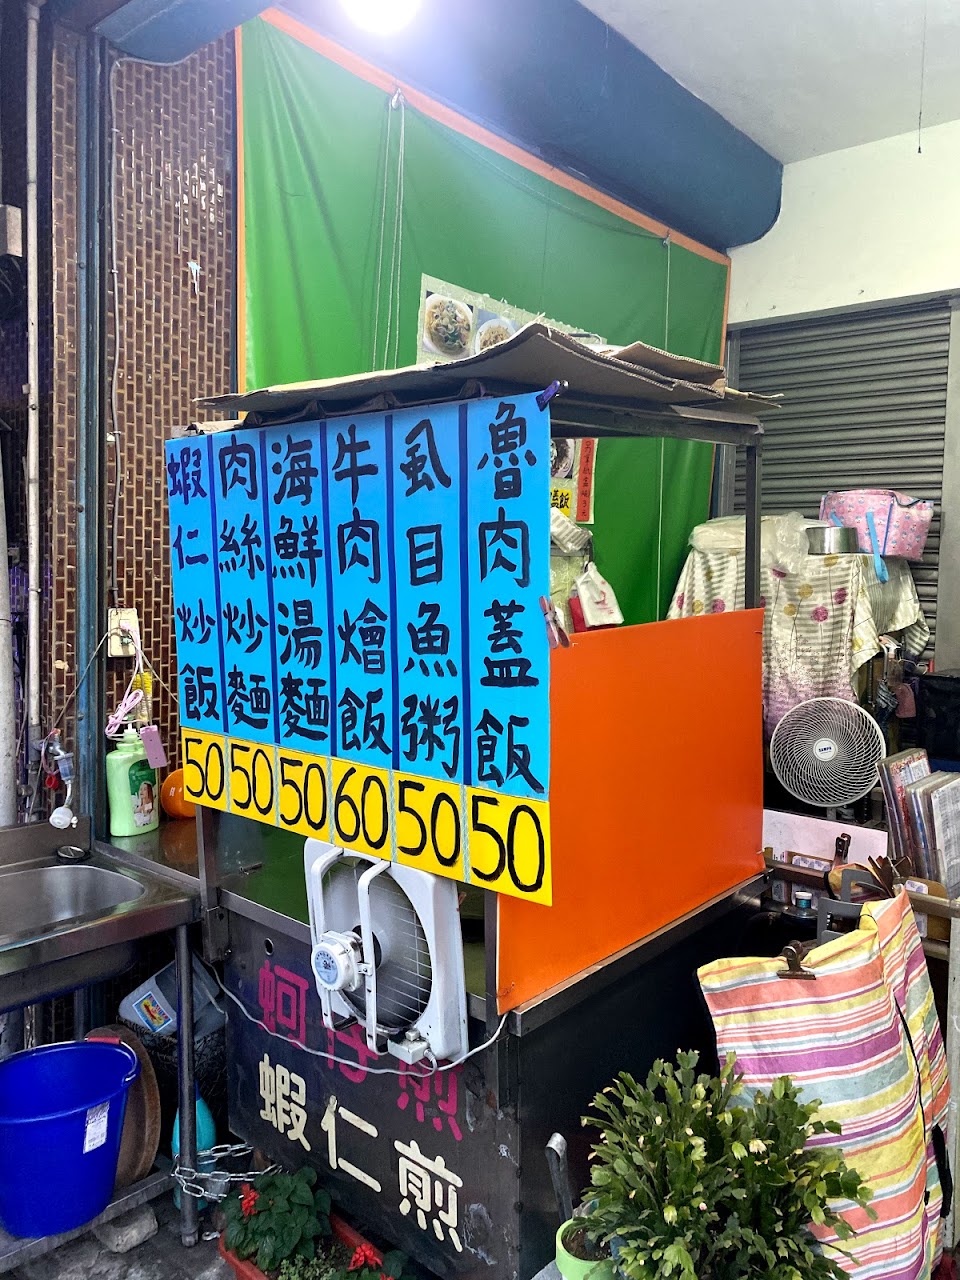 魯肉蓋飯 50
虱目魚粥 50
牛肉燴飯 60
海鮮湯麵 50
肉絲炒麵 50
蝦仁炒飯 50
蚵仔煎
蝦仁煎